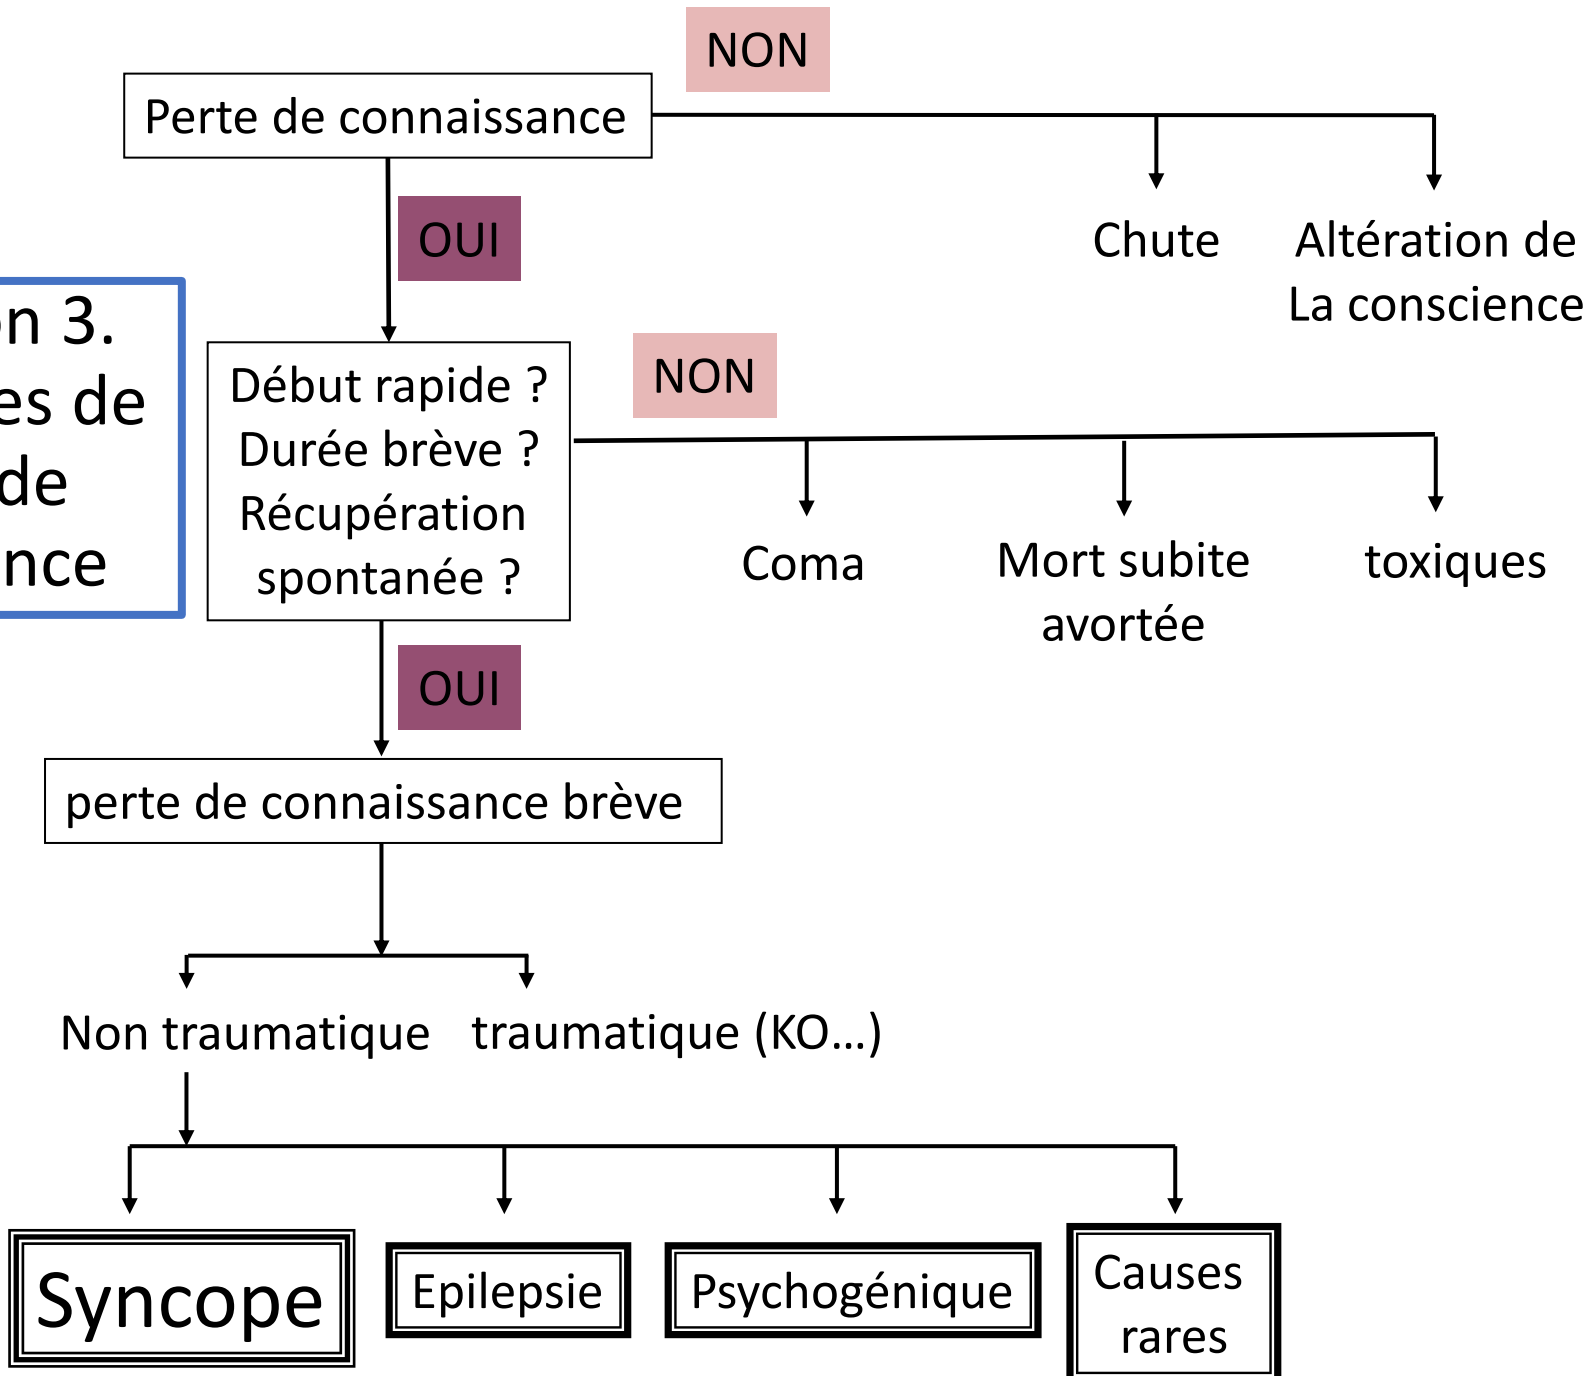 NON
Perte de connaissance
OUI
Chute
Altération de
La conscience
3.
de
de
Début rapide ?
Durée brève ?
Récupération
spontanée ?
NON
Coma
Mort subite
avortée
toxiques
OUI
perte de connaissance brève
Non traumatique
traumatique (KO...)
Syncope
Epilepsie
Psychogénique
Causes
rares